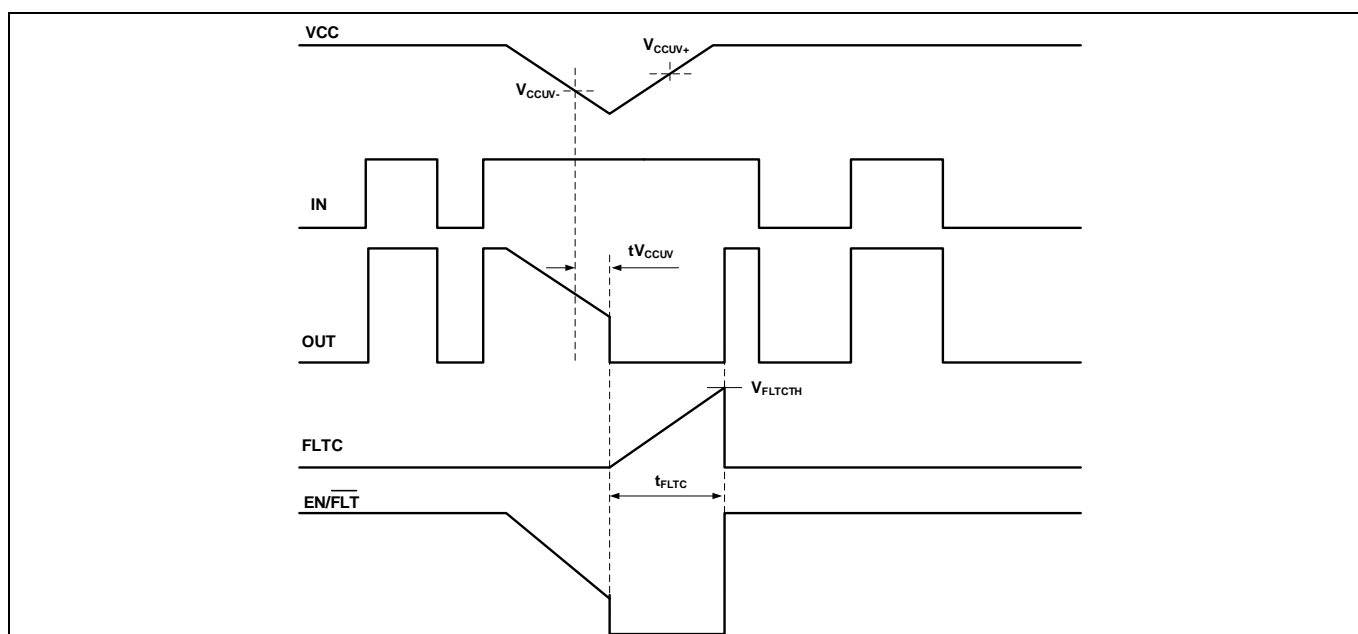 VCC
VCCUV+
VCCUV-
IN
tVCCUV
OUT
VFLTCTH
FLTC
tFLTC
EN/FLT